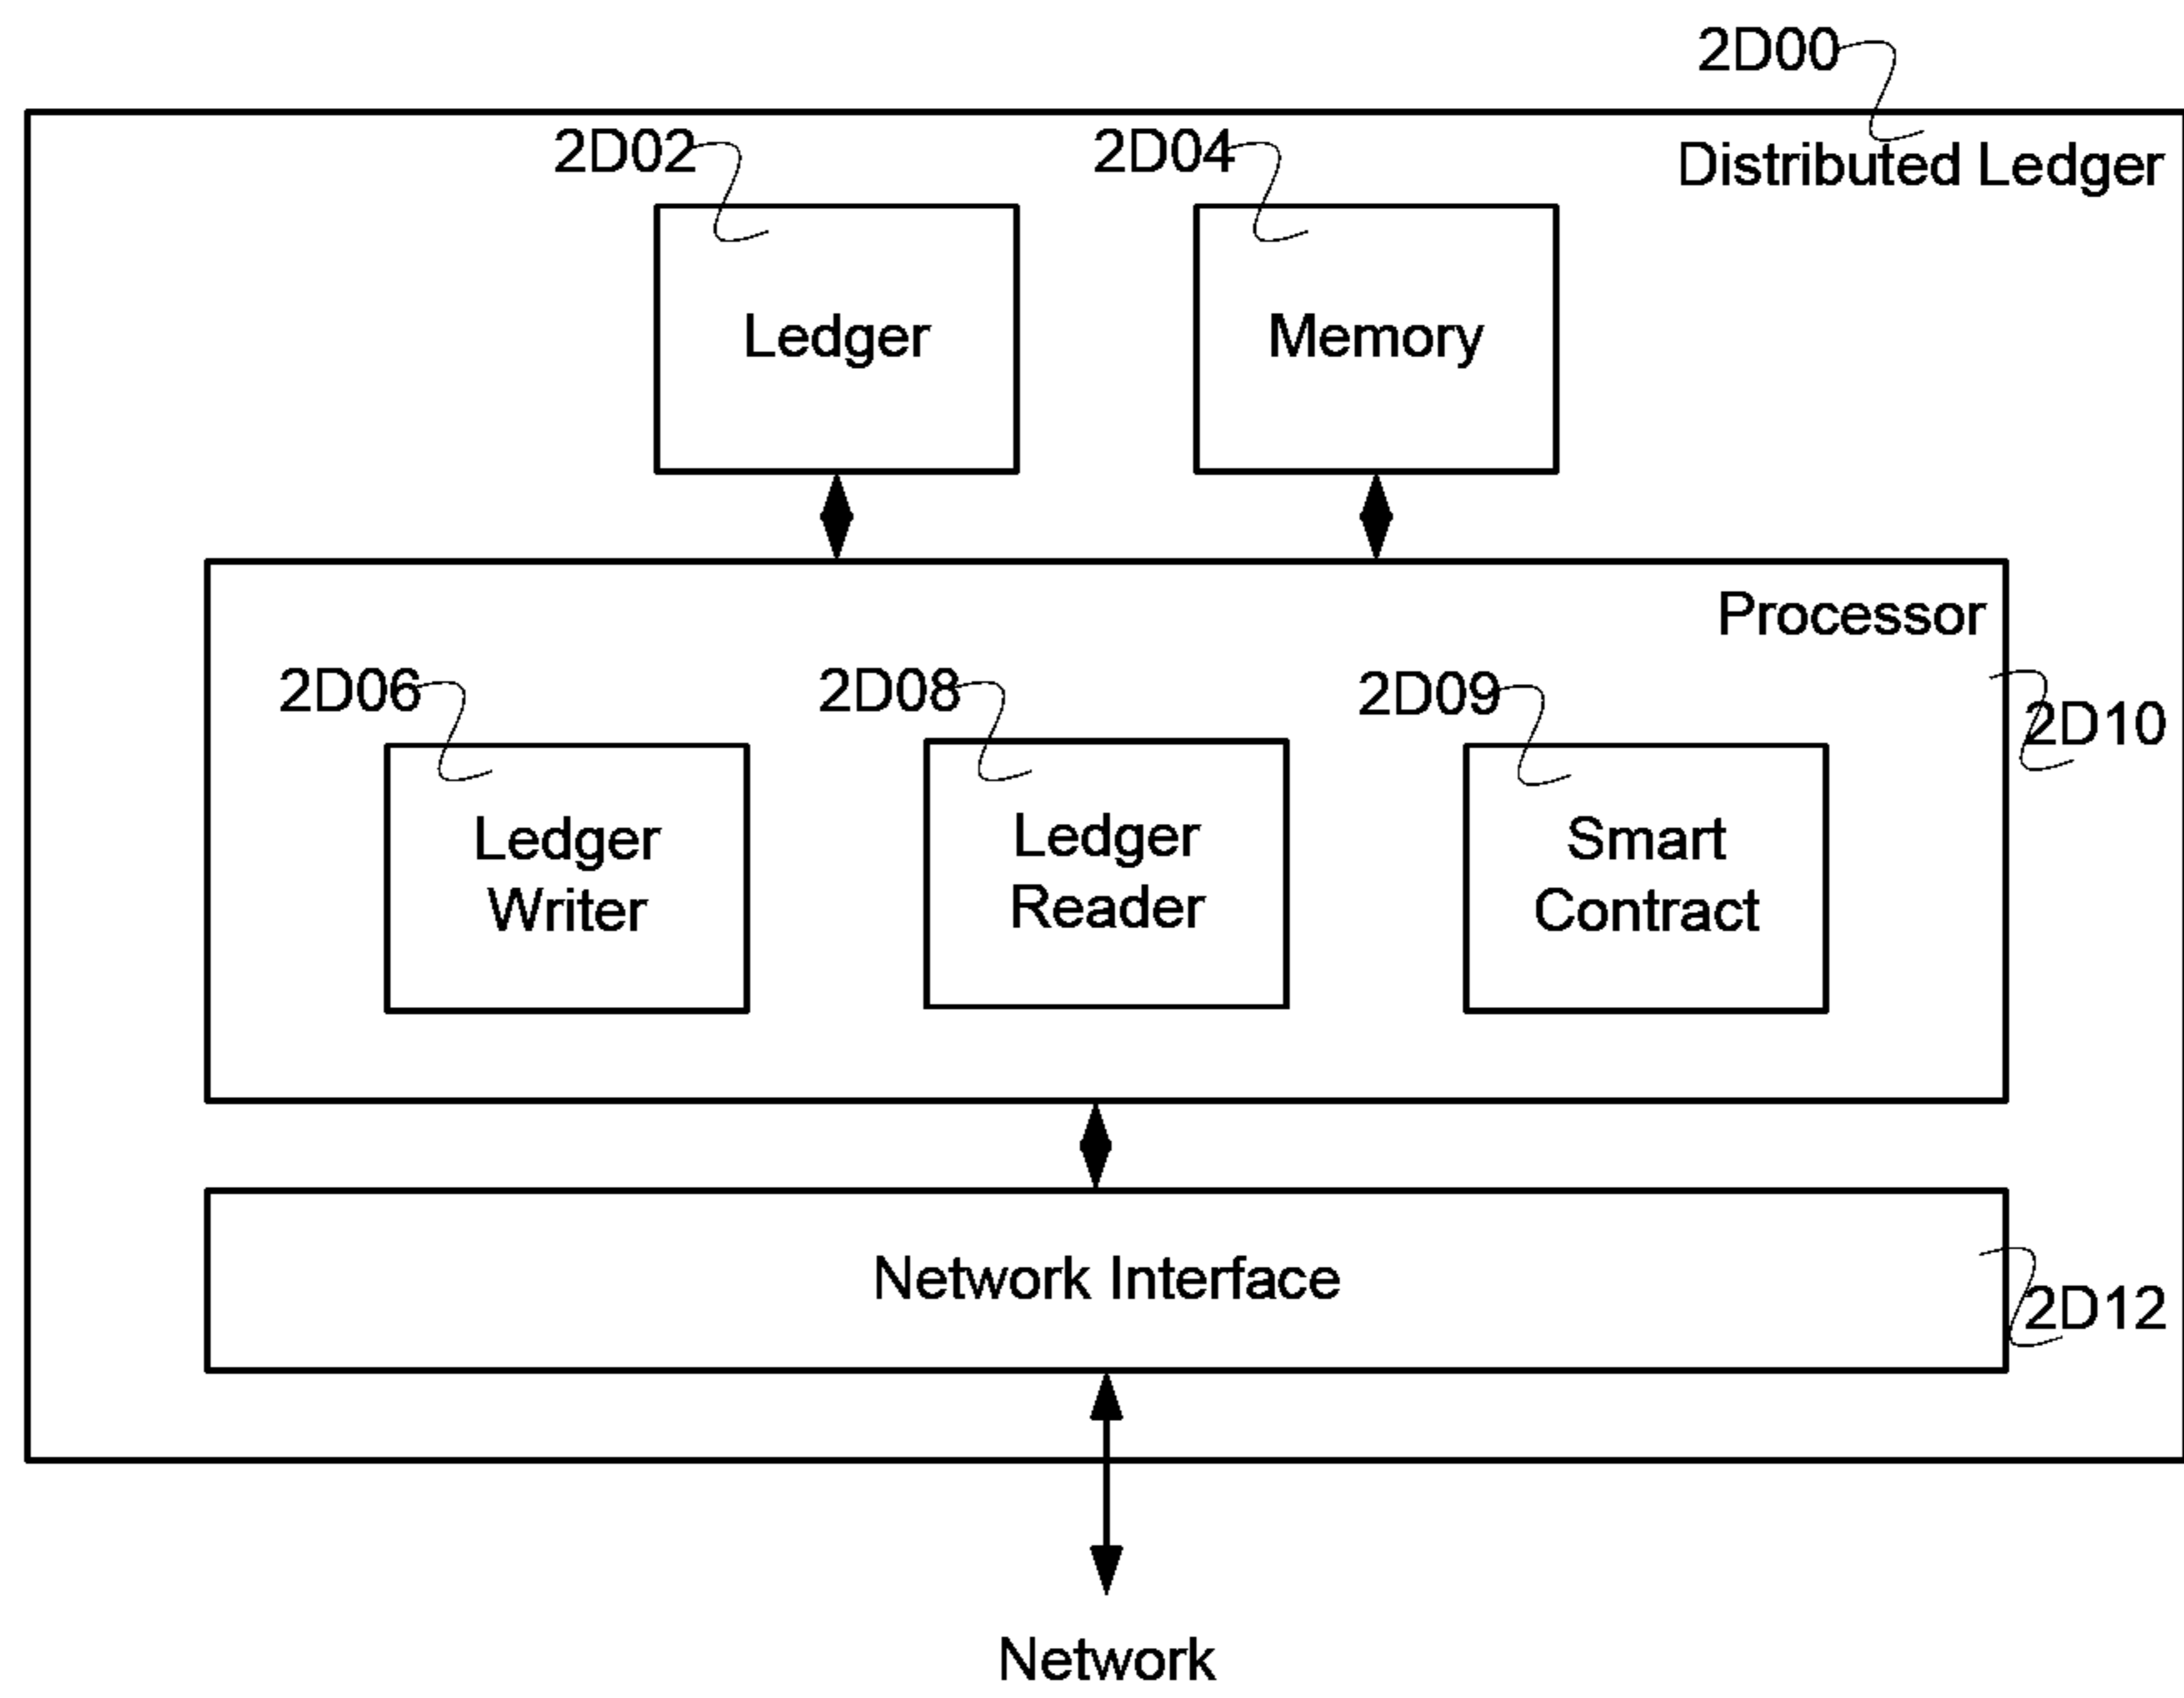 2D00
Distributed Ledger
2D02
2D04
Ledger
Memory
Processor
2D06
2D08
2D09
2D10
Ledger
Writer
Ledger
Reader
Smart
Contract
Network Interface
2D12
Network